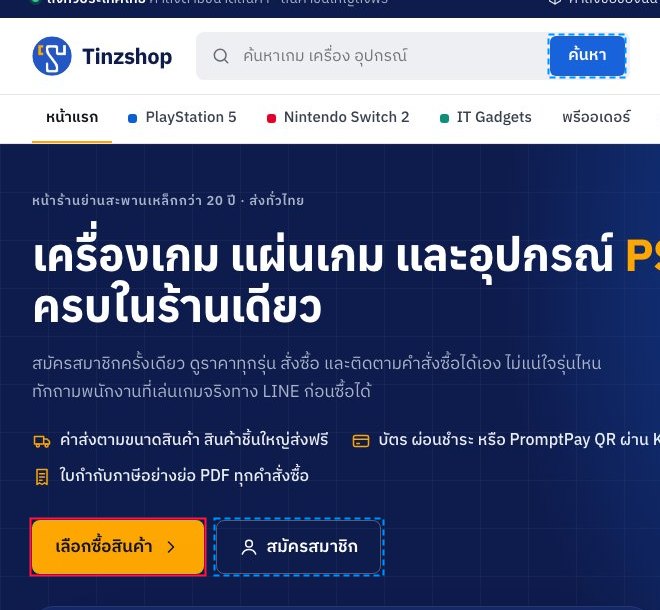 Tinzshop
ค้นหาเกม เครื่อง อุปกรณ์
ค้นหา
หน้าแรก
PlayStation 5
Nintendo Switch 2
IT Gadgets
พรีออเดอร์
หน้าร้านย่านสะพานเหล็กกว่า 20 ปี · ส่งทั่วไทย
เครื่องเกม แผ่นเกม และอุปกรณ์ PS
ครบในร้านเดียว
สมัครสมาชิกครั้งเดียว ดูราคาทุกรุ่น สั่งซื้อ และติดตามคำสั่งซื้อได้เอง ไม่แน่ใจรุ่นไหน
ทักถามพนักงานที่เล่นเกมจริงทาง LINE ก่อนซื้อได้
ค่าส่งตามขนาดสินค้า สินค้าชิ้นใหญ่ส่งฟรี
บัตร ผ่อนชำระ หรือ PromptPay QR ผ่าน K
ใบกำกับภาษีอย่างย่อ PDF ทุกคำสั่งซื้อ
เลือกซื้อสินค้า
สมัครสมาชิก